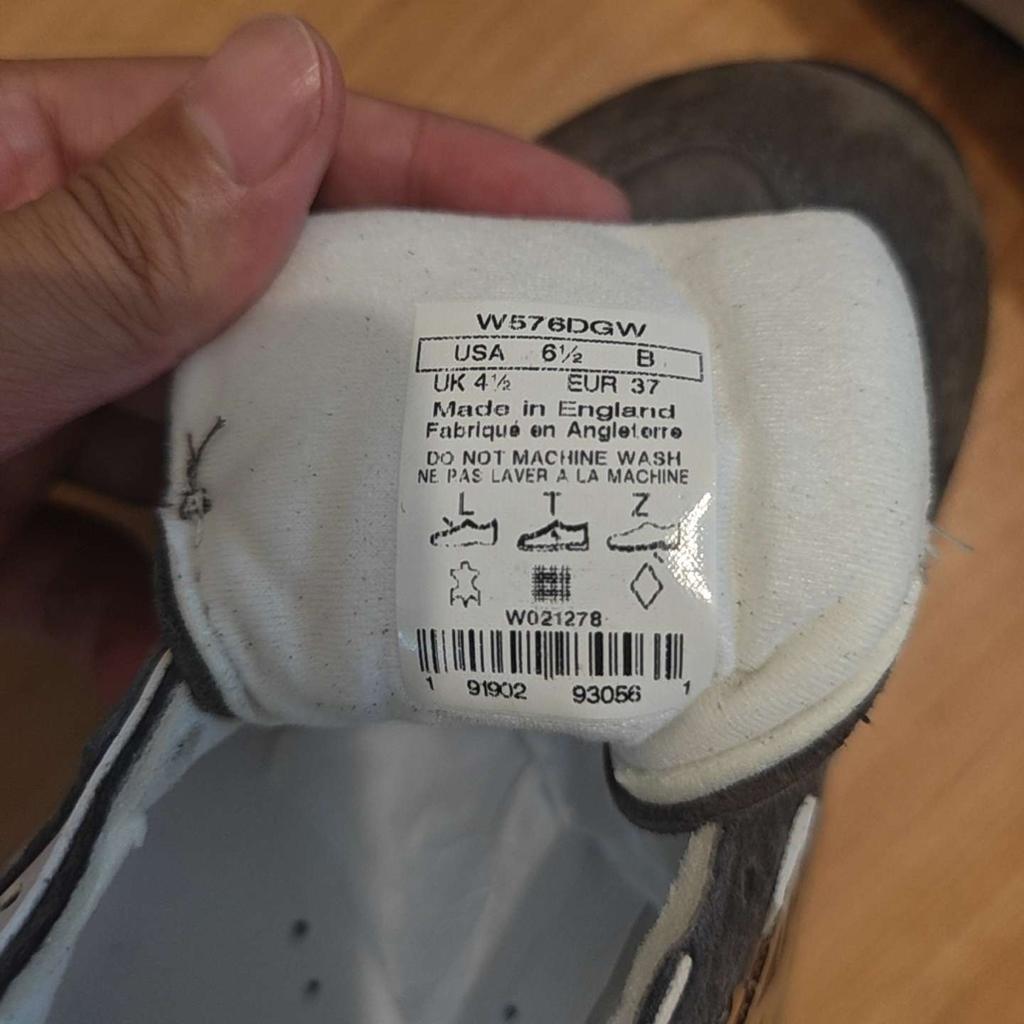 W576DGW
USA 6½ B
UK 4½ EUR 37
Made in England
Fabriqué en Angleterre
DO NOT MACHINE WASH
NE PAS LAVER A LA MACHINE
L T Z
W021278
1 91902 93056 1